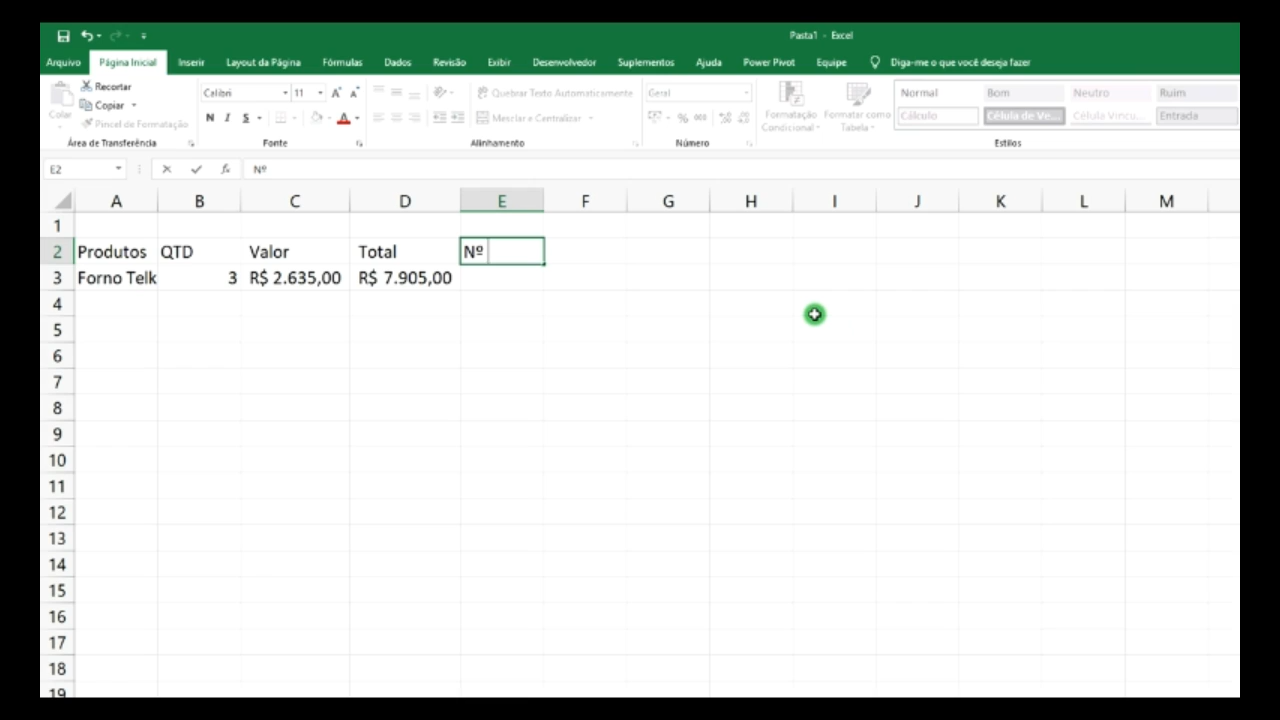 Pasta1 - Excel
Arquivo Página Inicial Inserir Layout da Página Fórmulas Dados Revisão Exibir Desenvolvedor Suplementos Ajuda Power Pivot Equipe Diga-me o que você deseja fazer
Recortar Calibri 11 A A Quebrar Texto Automaticamente Geral Normal Bom Neutro Ruim
Colar Copiar N I S A Mesclar e Centralizar % 000 Formatação Condicional Formatar como Tabela Cálculo Célula de Ve... Célula Vincu... Entrada
Pincel de Formatação
Área de Transferência Fonte Alinhamento Número Estilos
E2 fx Nº
A B C D E F G H I J K L M
1
2 Produtos QTD Valor Total Nº
3 Forno Telk 3 R$ 2.635,00 R$ 7.905,00
4
5
6
7
8
9
10
11
12
13
14
15
16
17
18
19